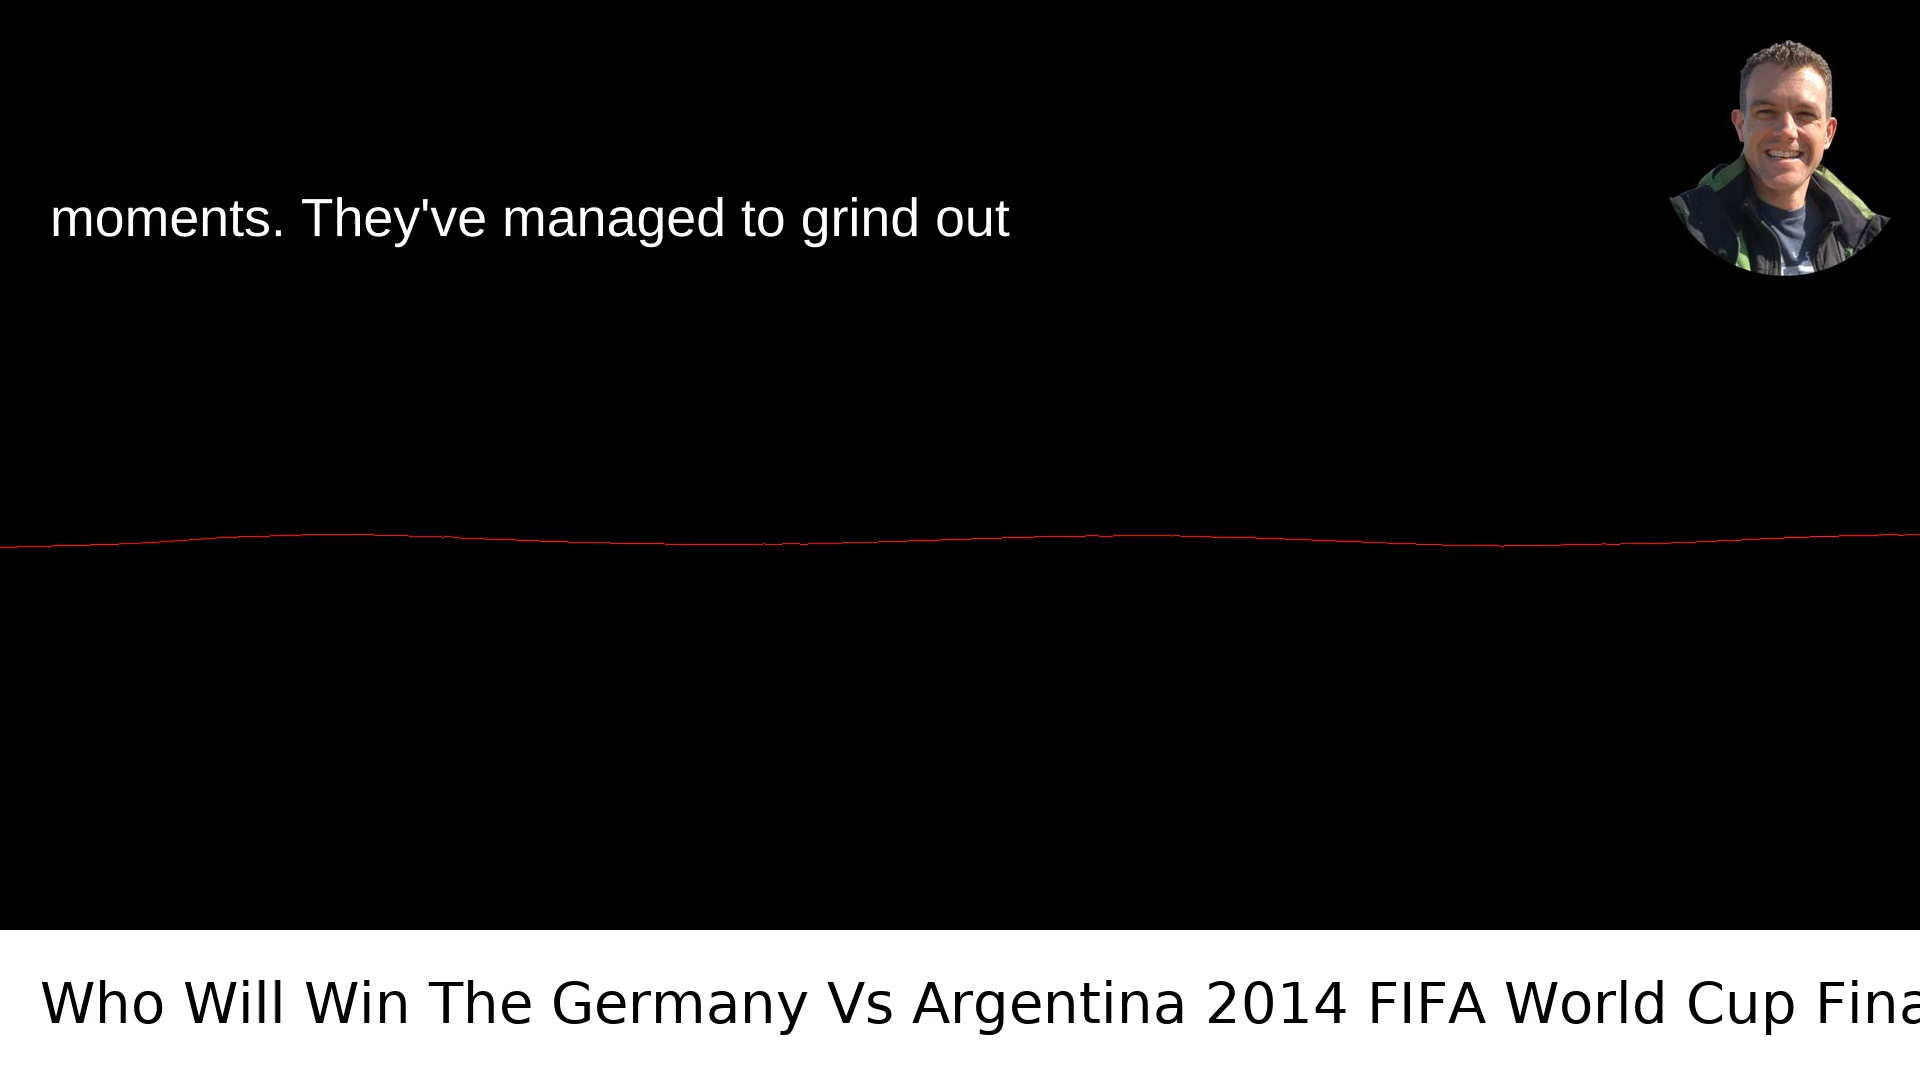 moments. They've managed to grind out
Who Will Win The Germany Vs Argentina 2014 FIFA World Cup Fina